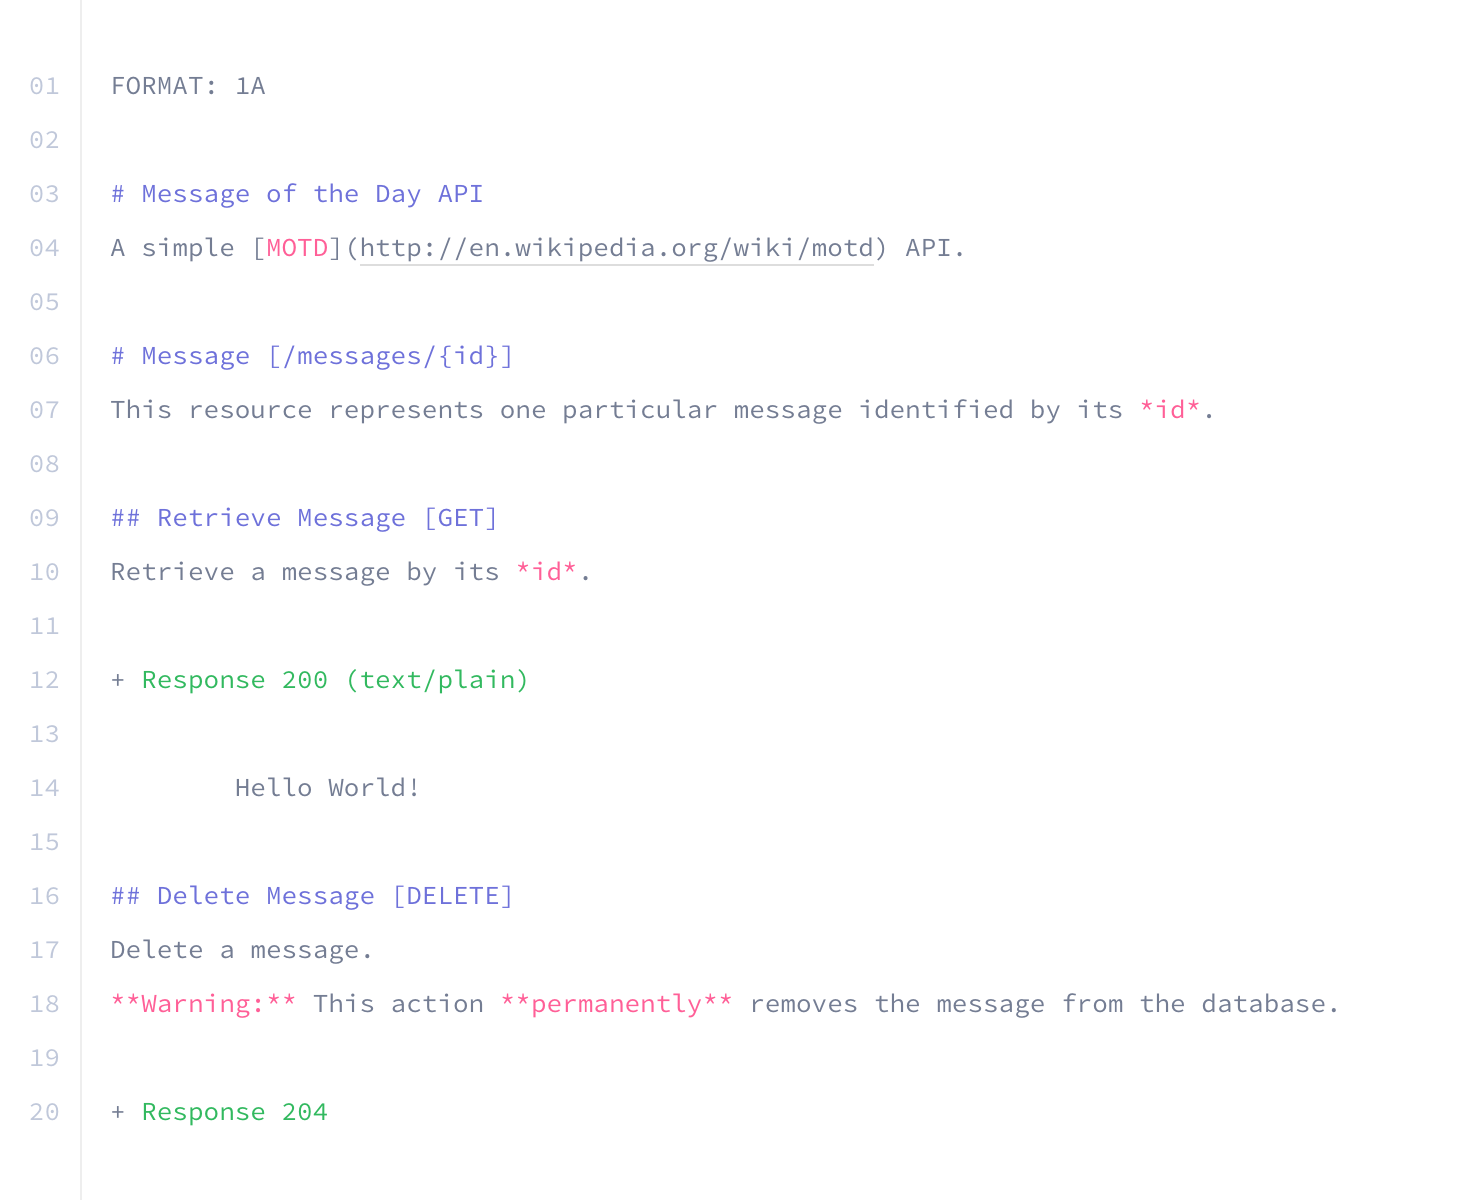 01 FORMAT: 1A
02
03 # Message of the Day API
04 A simple [MOTD](http://en.wikipedia.org/wiki/motd) API.
05
06 # Message [/messages/{id}]
07 This resource represents one particular message identified by its *id*.
08
09 ## Retrieve Message [GET]
10 Retrieve a message by its *id*.
11
12 + Response 200 (text/plain)
13
14         Hello World!
15
16 ## Delete Message [DELETE]
17 Delete a message.
18 **Warning:** This action **permanently** removes the message from the database.
19
20 + Response 204